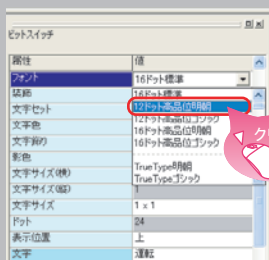 ビットスイッチ
属性 値
フォント 16ドット標準
装飾 16ドット標準
文字セット 12ドット高品位明朝
文字色 12ドット高品位ゴシック
文字飾り 16ドット高品位明朝
影色 16ドット高品位ゴシック
文字サイズ(横) TrueType明朝
文字サイズ(縦) TrueTypeゴシック
1
文字サイズ 1 x 1
ドット 24
表示位置 上
文字 運転